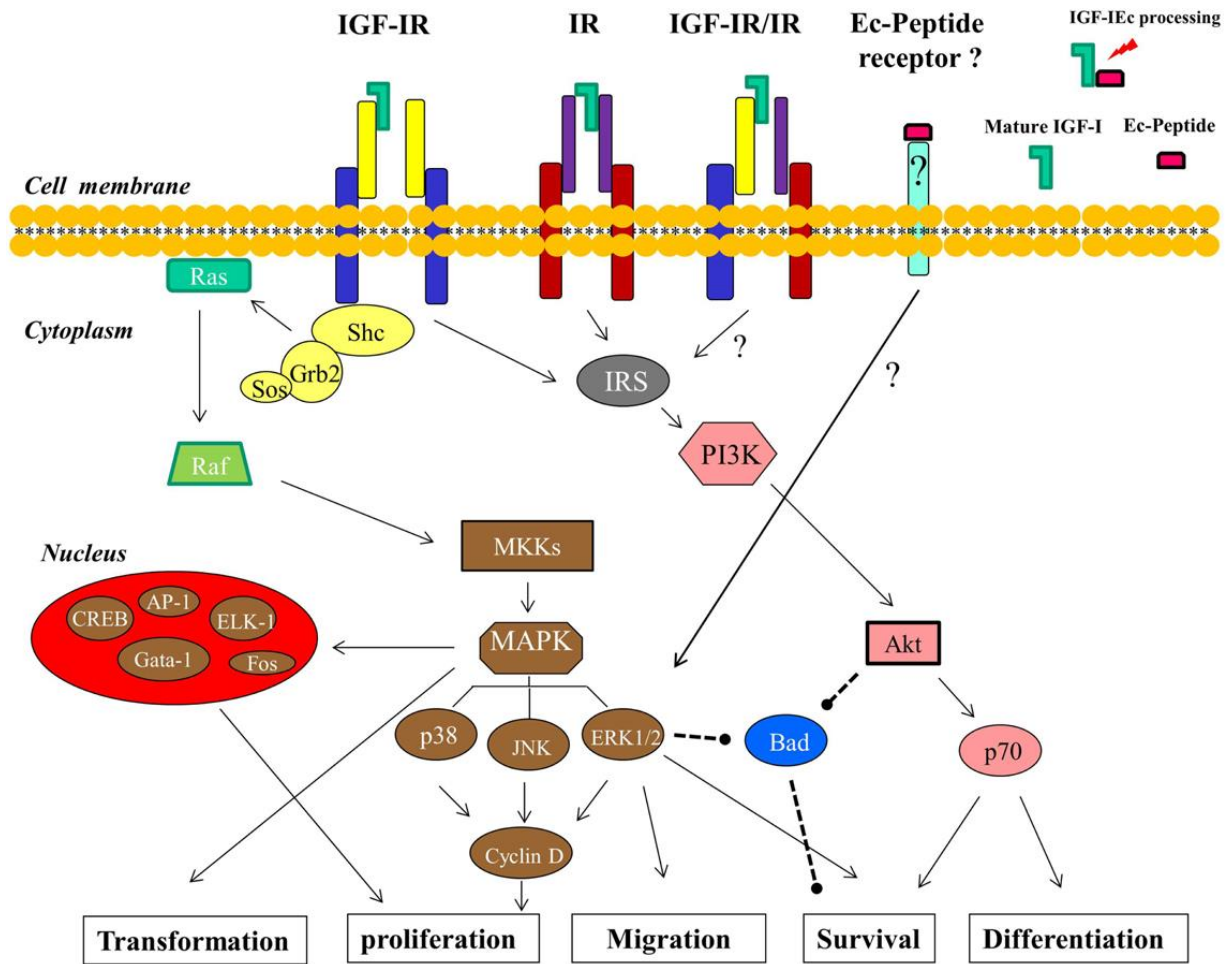 IGF-IR
IR
IGF-IR/IR
Ec-Peptide
receptor ?
IGF-IEc processing
Mature IGF-I
Ec-Peptide
?
Cell membrane
************************************
Ras
Cytoplasm
Shc
Grb2
Sos
?
IRS
?
Raf
PI3K
MKKs
Nucleus
AP-1
CREB
ELK-1
Gata-1
Fos
MAPK
Akt
p38
JNK
ERK1/2
Bad
p70
Cyclin D
Transformation
proliferation
Migration
Survival
Differentiation